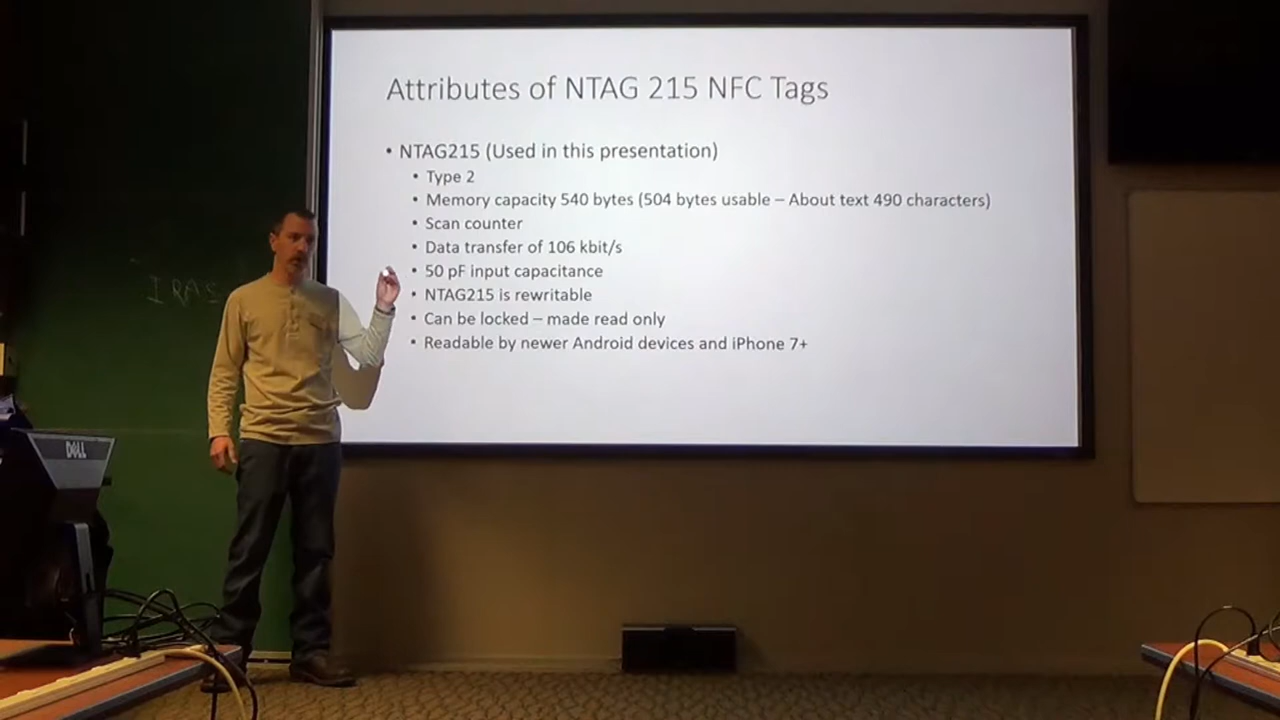 Attributes of NTAG 215 NFC Tags
• NTAG215 (Used in this presentation)
• Type 2
• Memory capacity 540 bytes (504 bytes usable – About text 490 characters)
• Scan counter
• Data transfer of 106 kbit/s
• 50 pF input capacitance
• NTAG215 is rewritable
• Can be locked – made read only
• Readable by newer Android devices and iPhone 7+
DELL